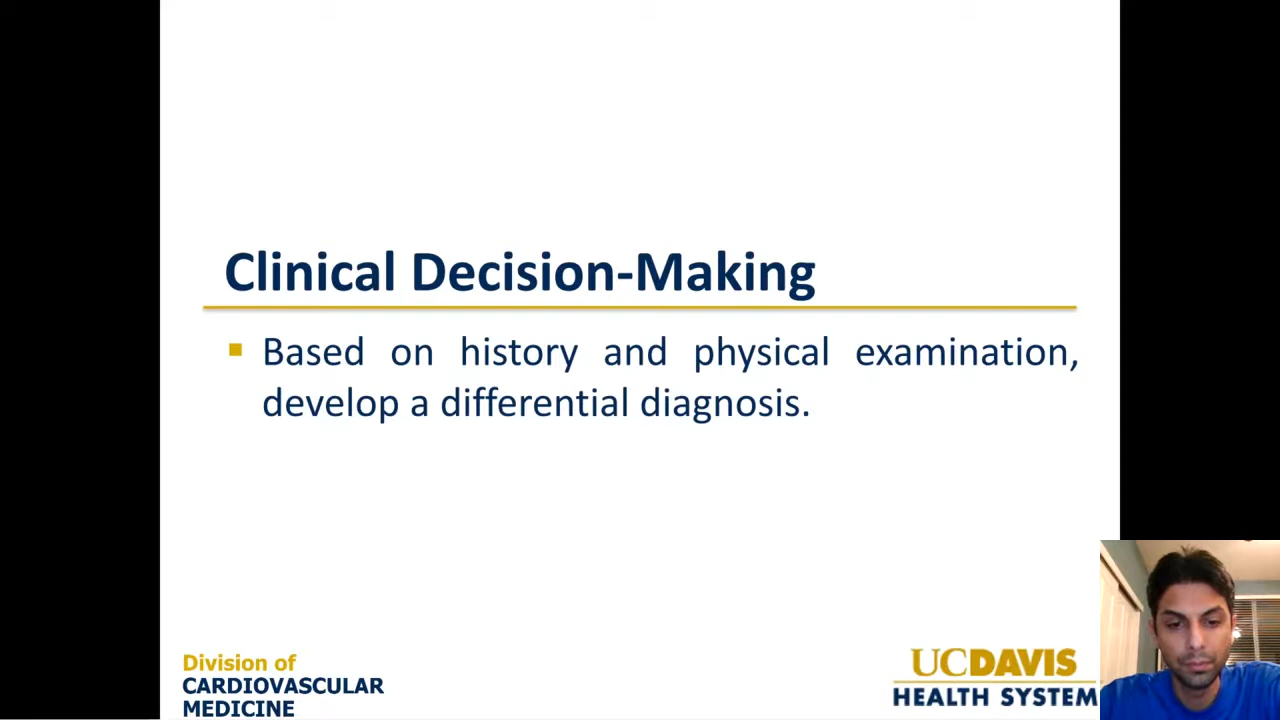 Clinical Decision-Making
Based on history and physical examination,
develop a differential diagnosis.
Division of
CARDIOVASCULAR
MEDICINE
UCDAVIS
HEALTH SYSTEM